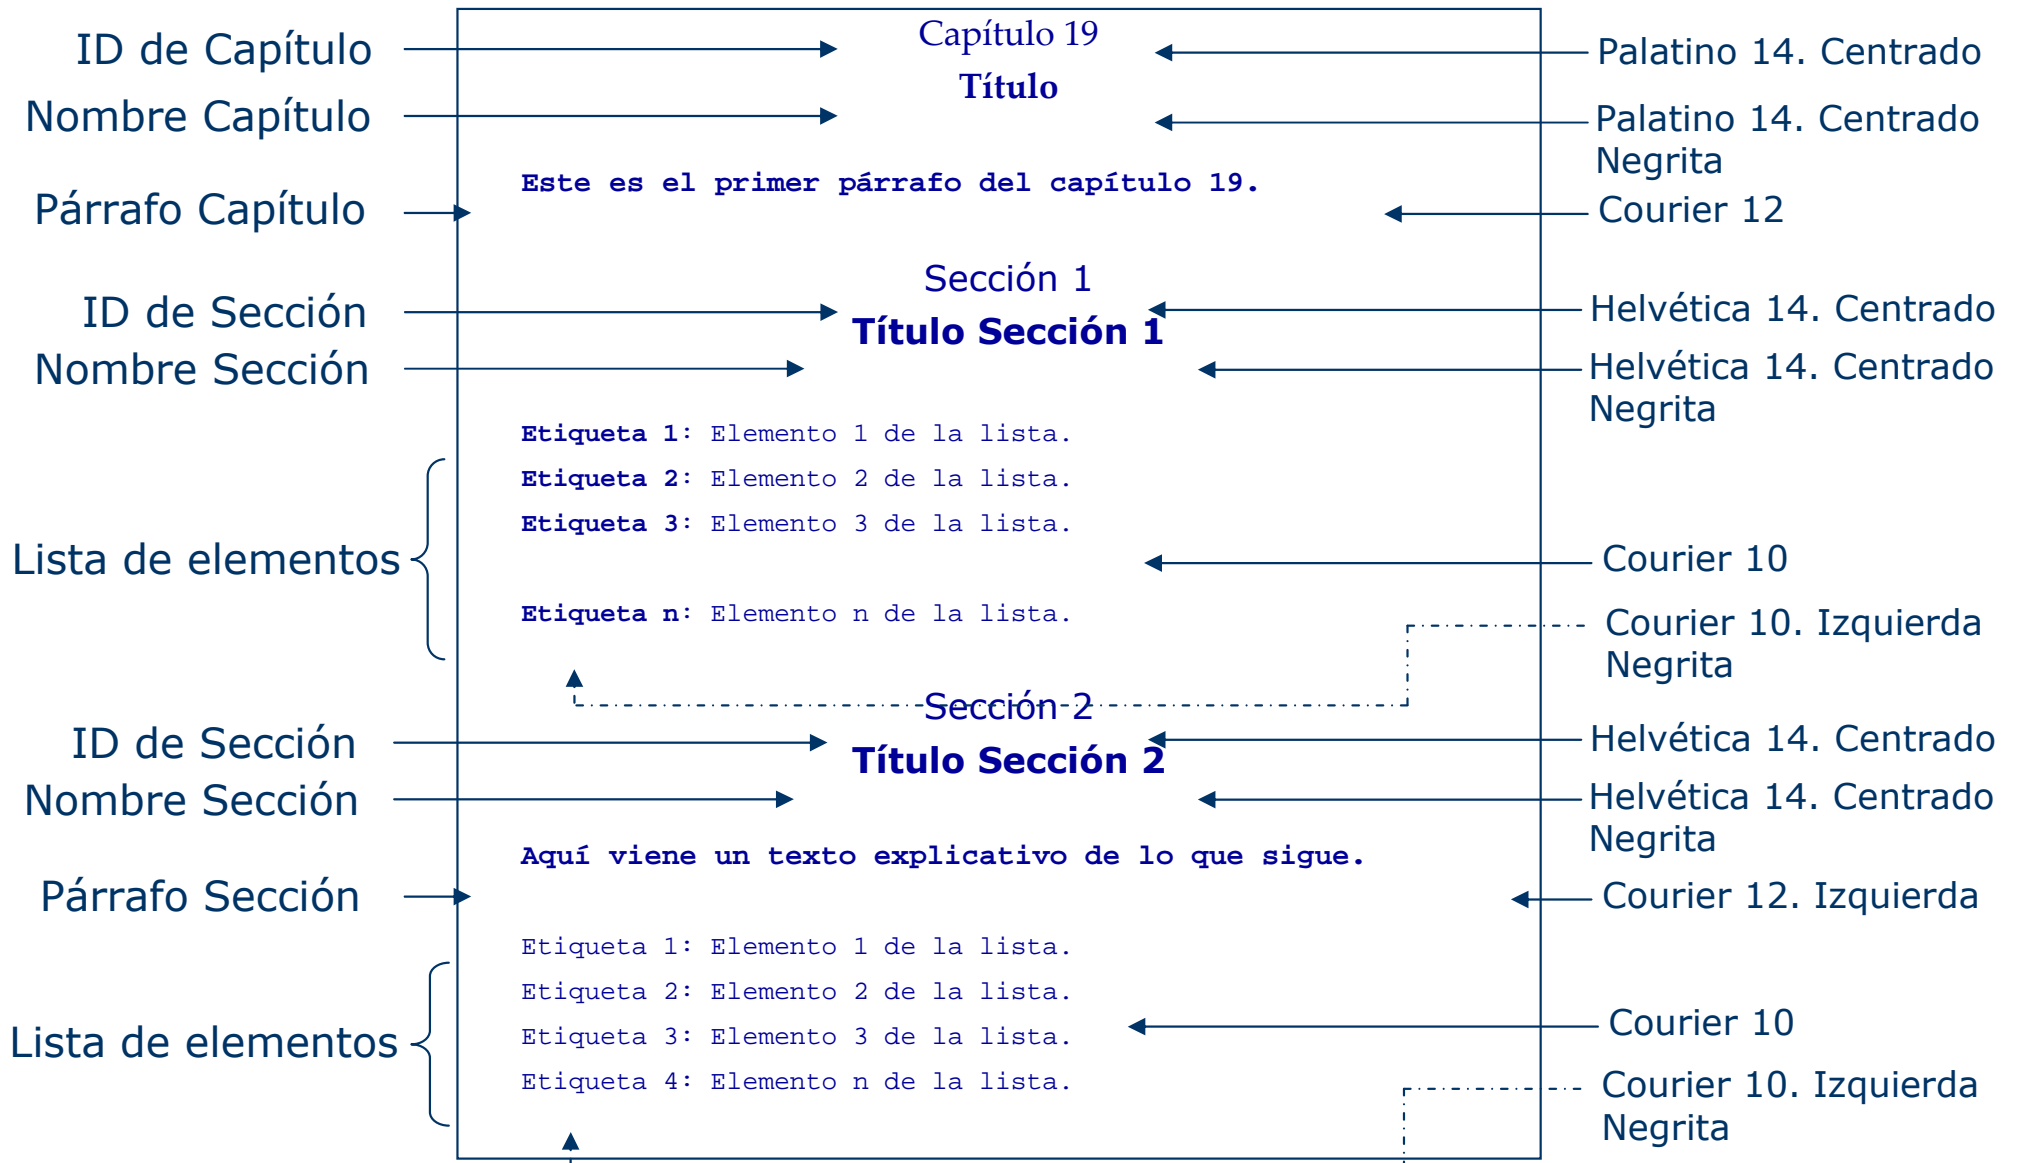 ID de Capítulo
Capítulo 19
Palatino 14. Centrado
Título
Nombre Capítulo
Palatino 14. Centrado
Negrita
Este es el primer párrafo del capítulo 19.
Párrafo Capítulo
Courier 12
Sección 1
ID de Sección
Helvética 14. Centrado
Título Sección 1
Nombre Sección
Helvética 14. Centrado
Negrita
Etiqueta 1: Elemento 1 de la lista.
Etiqueta 2: Elemento 2 de la lista.
Etiqueta 3: Elemento 3 de la lista.
Lista de elementos
Courier 10
Etiqueta n: Elemento n de la lista.
Courier 10. Izquierda
Negrita
Sección 2
ID de Sección
Helvética 14. Centrado
Título Sección 2
Nombre Sección
Helvética 14. Centrado
Negrita
Aquí viene un texto explicativo de lo que sigue.
Párrafo Sección
Courier 12. Izquierda
Etiqueta 1: Elemento 1 de la lista.
Etiqueta 2: Elemento 2 de la lista.
Etiqueta 3: Elemento 3 de la lista.
Lista de elementos
Courier 10
Etiqueta 4: Elemento n de la lista.
Courier 10. Izquierda
Negrita